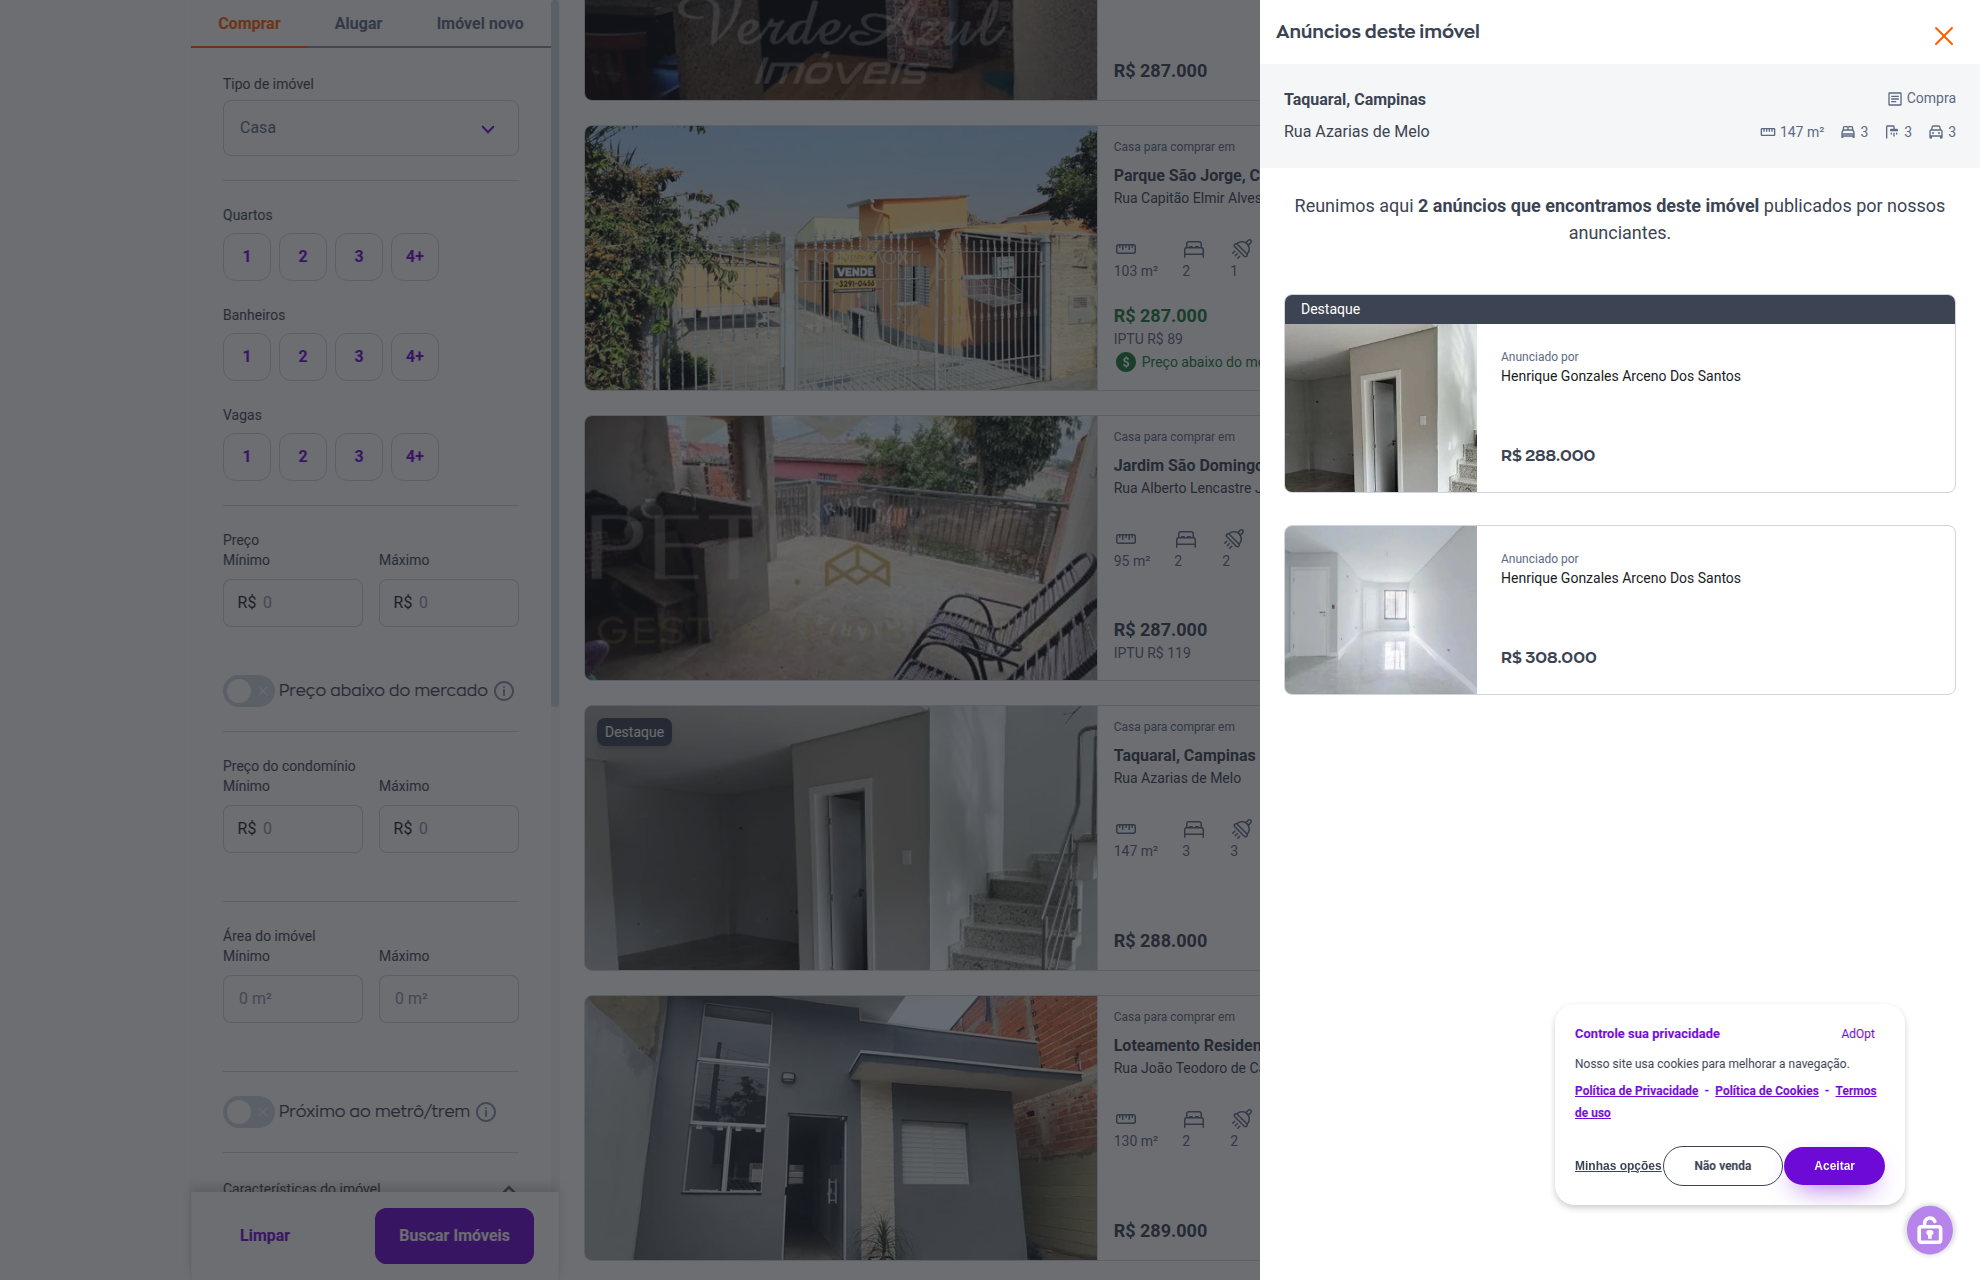 Comprar
Alugar
Imóvel novo
Tipo de imóvel
Casa
Quartos
1
2
3
4+
Banheiros
1
2
3
4+
Vagas
1
2
3
4+
Preço
Mínimo
Máximo
R$ 0
R$ 0
Preço abaixo do mercado
Preço do condomínio
Mínimo
Máximo
R$ 0
R$ 0
Área do imóvel
Mínimo
Máximo
0 m²
0 m²
Próximo ao metrô/trem
Características do imóvel
Limpar
Buscar Imóveis
VerdeAzul
Imóveis
R$ 287.000
VENDE
3291-0456
Casa para comprar em
Parque São Jorge, C
Rua Capitão Elmir Alves
103 m²
2
1
R$ 287.000
IPTU R$ 89
Preço abaixo do me
PET
GEST
Casa para comprar em
Jardim São Domingo
Rua Alberto Lencastre J
95 m²
2
2
R$ 287.000
IPTU R$ 119
Destaque
Casa para comprar em
Taquaral, Campinas
Rua Azarias de Melo
147 m²
3
3
R$ 288.000
Casa para comprar em
Loteamento Residen
Rua João Teodoro de C
130 m²
2
2
R$ 289.000
Anúncios deste imóvel
Taquaral, Campinas
Compra
Rua Azarias de Melo
147 m²
3
3
3
Reunimos aqui 2 anúncios que encontramos deste imóvel publicados por nossos
anunciantes.
Destaque
Anunciado por
Henrique Gonzales Arceno Dos Santos
R$ 288.000
Anunciado por
Henrique Gonzales Arceno Dos Santos
R$ 308.000
Controle sua privacidade
AdOpt
Nosso site usa cookies para melhorar a navegação.
Política de Privacidade - Política de Cookies - Termos
de uso
Minhas opções
Não venda
Aceitar